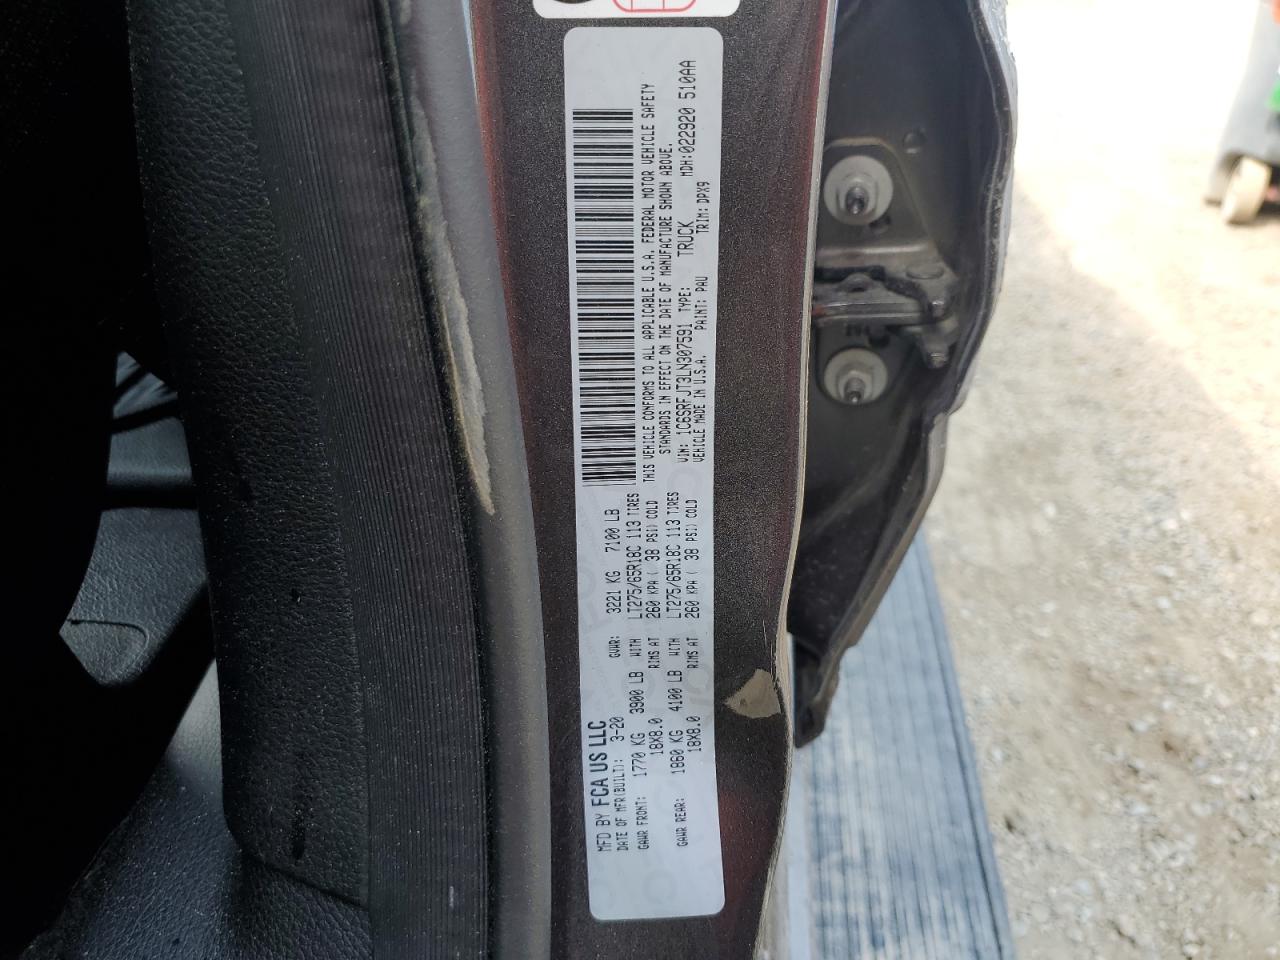 MFD BY FCA US LLC
DATE OF MFR(BUILT): 3-20 GVWR: 3221 KG 7100 LB
GAWR FRONT: 1770 KG 3900 LB WITH LT275/65R18C 113 TIRES
18X8.0 RIMS AT 260 KPA ( 38 PSI) COLD
GAWR REAR: 1860 KG 4100 LB WITH LT275/65R18C 113 TIRES
18X8.0 RIMS AT 260 KPA ( 38 PSI) COLD
THIS VEHICLE CONFORMS TO ALL APPLICABLE U.S.A. FEDERAL MOTOR VEHICLE SAFETY
STANDARDS IN EFFECT ON THE DATE OF MANUFACTURE SHOWN ABOVE.
VIN: 1C6SRFJT3LN307591 TYPE: TRUCK MDH:022920 510AA
VEHICLE MADE IN U.S.A. PAINT: PAU TRIM: DPX9